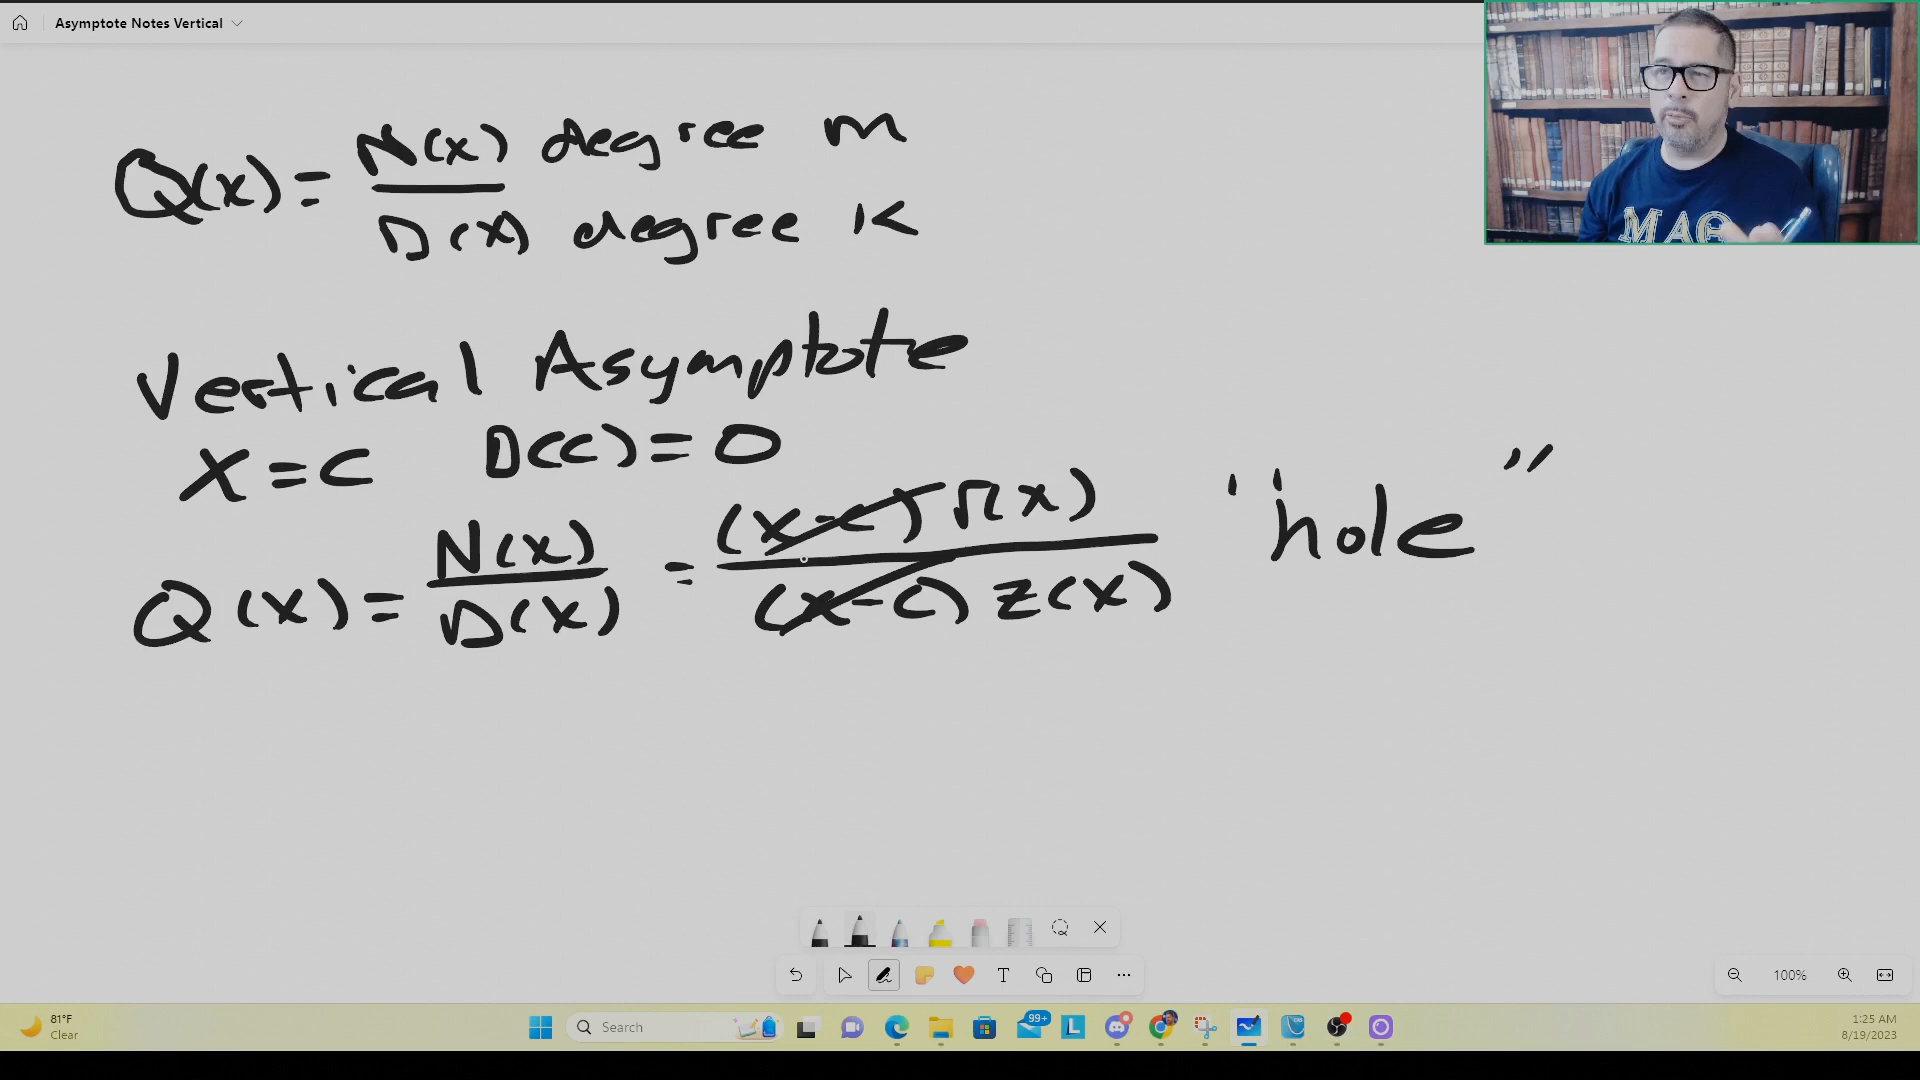 Asymptote Notes Vertical
Q(x) = N(x) degree m
D(x) degree K
Vertical Asymptote
X = C D(C) = 0
Q(x) = N(x) = (x-c) r(x) "hole"
D(x) (x-c) z(x)
MAG
100%
81°F
Clear
Search
99+
L
1:25 AM
8/19/2023